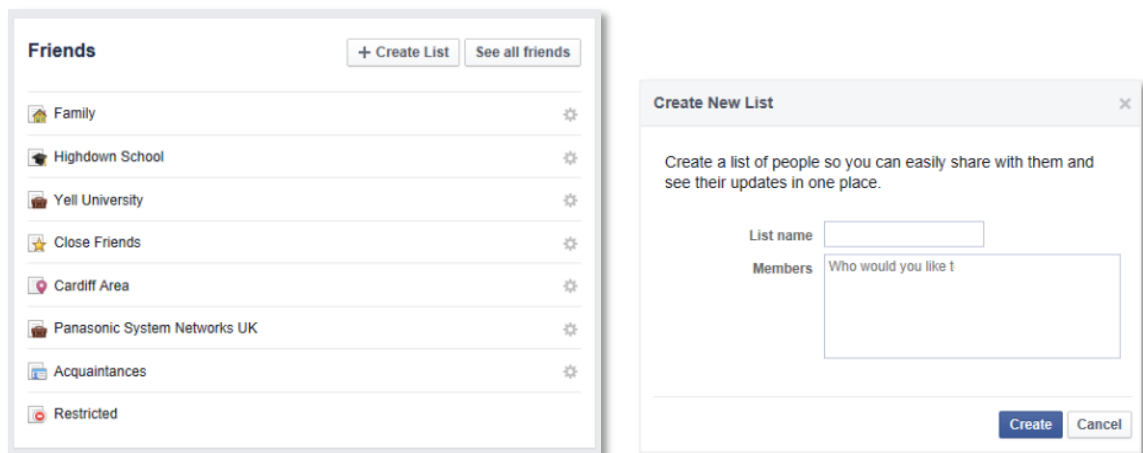 Friends
+ Create List
See all friends
Family
Highdown School
Yell University
Close Friends
Cardiff Area
Panasonic System Networks UK
Acquaintances
Restricted
Create New List
Create a list of people so you can easily share with them and
see their updates in one place.
List name
Members
Who would you like t
Create
Cancel